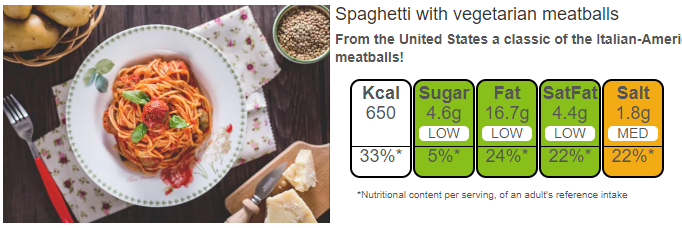 Spaghetti with vegetarian meatballs
From the United States a classic of the Italian-Ameri
meatballs!
Kcal Sugar Fat SatFat Salt
650 4.6g 16.7g 4.4g 1.8g
LOW LOW LOW MED
33%* 5%* 24%* 22%* 22%*
*Nutritional content per serving, of an adult's reference intake